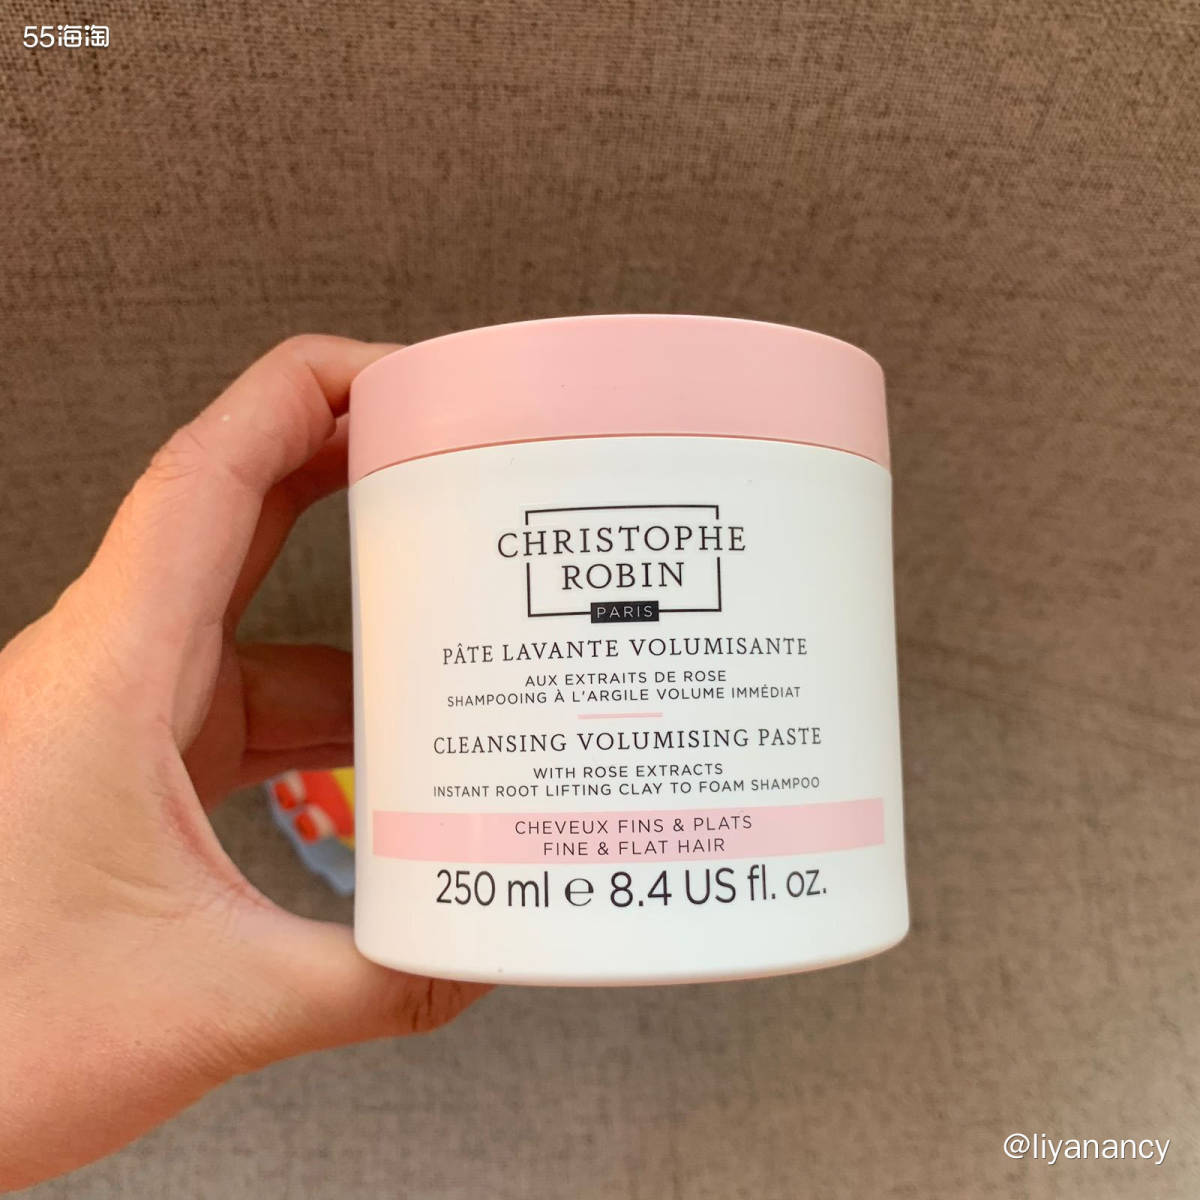 55海淘
CHRISTOPHE
ROBIN
PARIS
PÂTE LAVANTE VOLUMISANTE
AUX EXTRAITS DE ROSE
SHAMPOOING À L'ARGILE VOLUME IMMÉDIAT
CLEANSING VOLUMISING PASTE
WITH ROSE EXTRACTS
INSTANT ROOT LIFTING CLAY TO FOAM SHAMPOO
CHEVEUX FINS & PLATS
FINE & FLAT HAIR
250 ml ℮ 8.4 US fl. oz.
@liyanancy